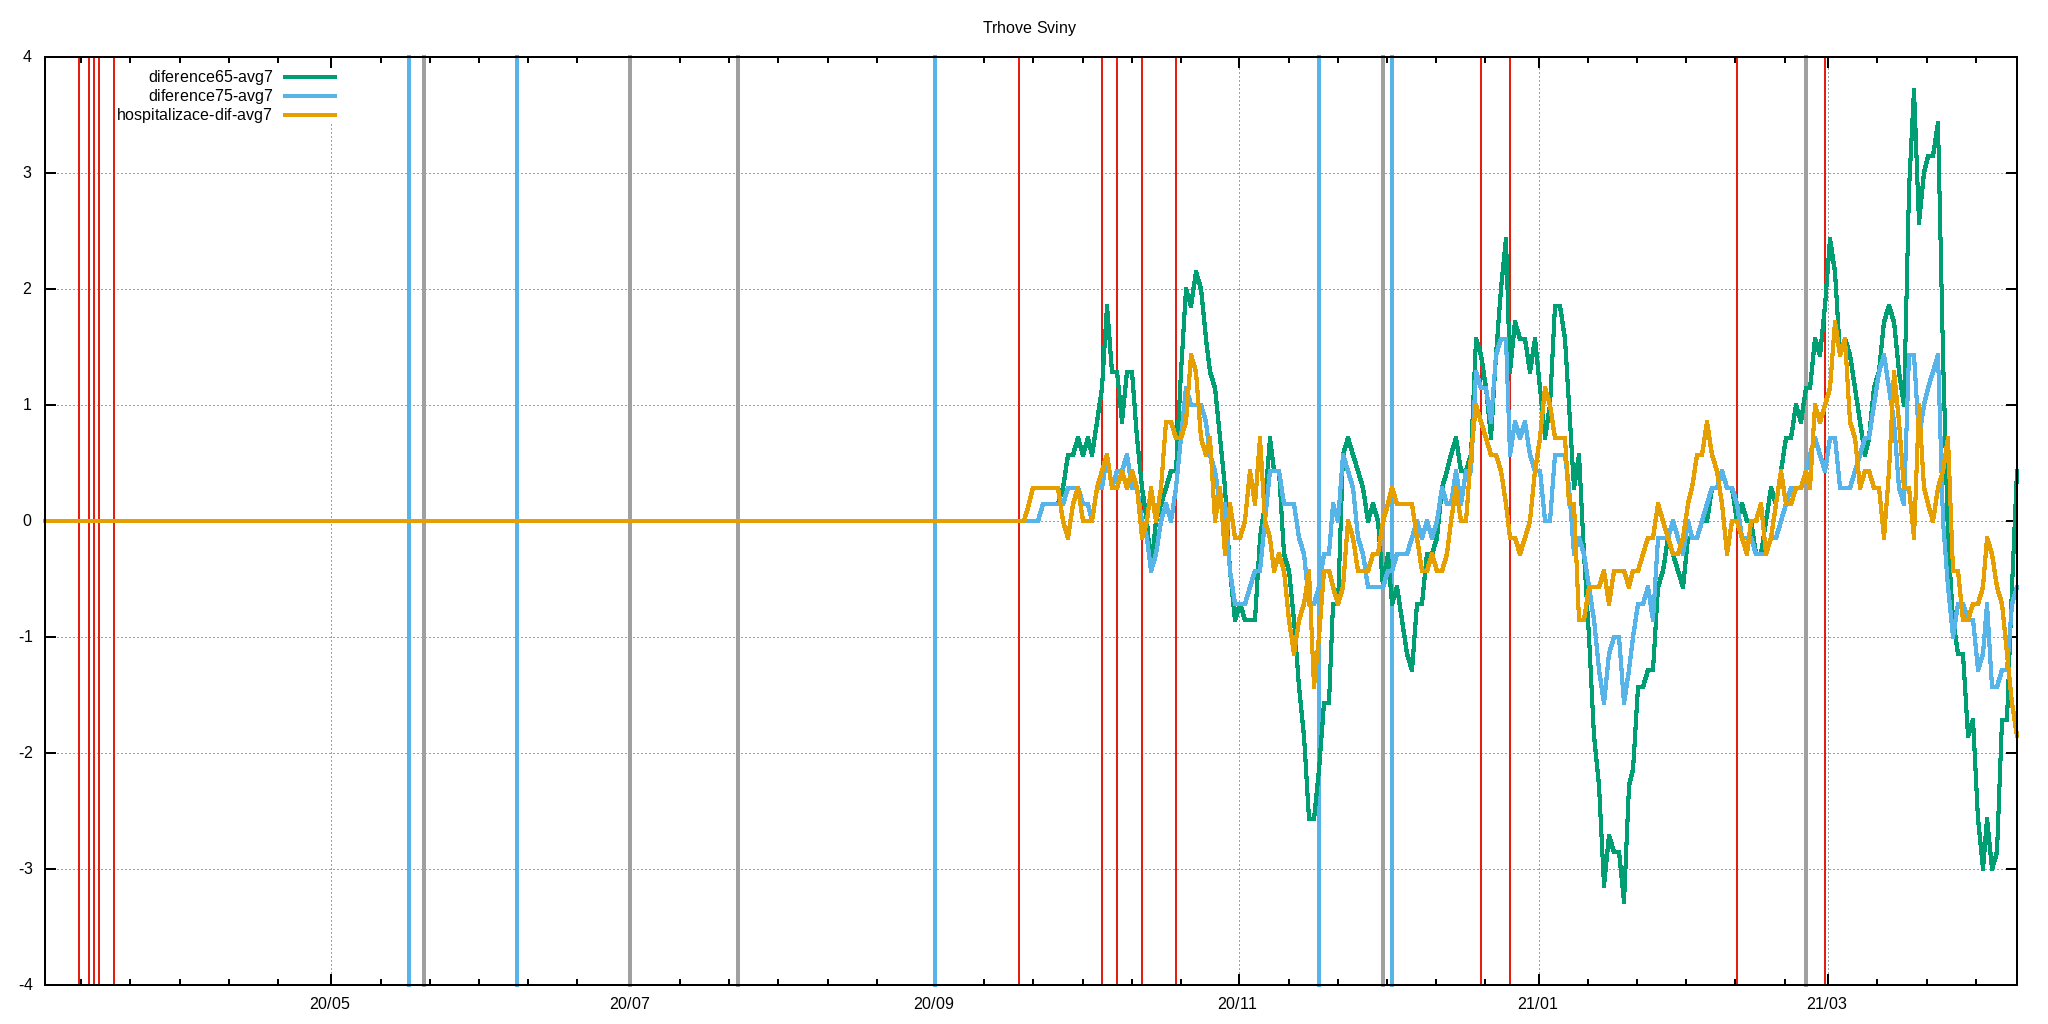 Trhove Sviny
diference65-avg7
diference75-avg7
hospitalizace-dif-avg7
4
3
2
1
0
-1
-2
-3
-4
20/05 20/07 20/09 20/11 21/01 21/03